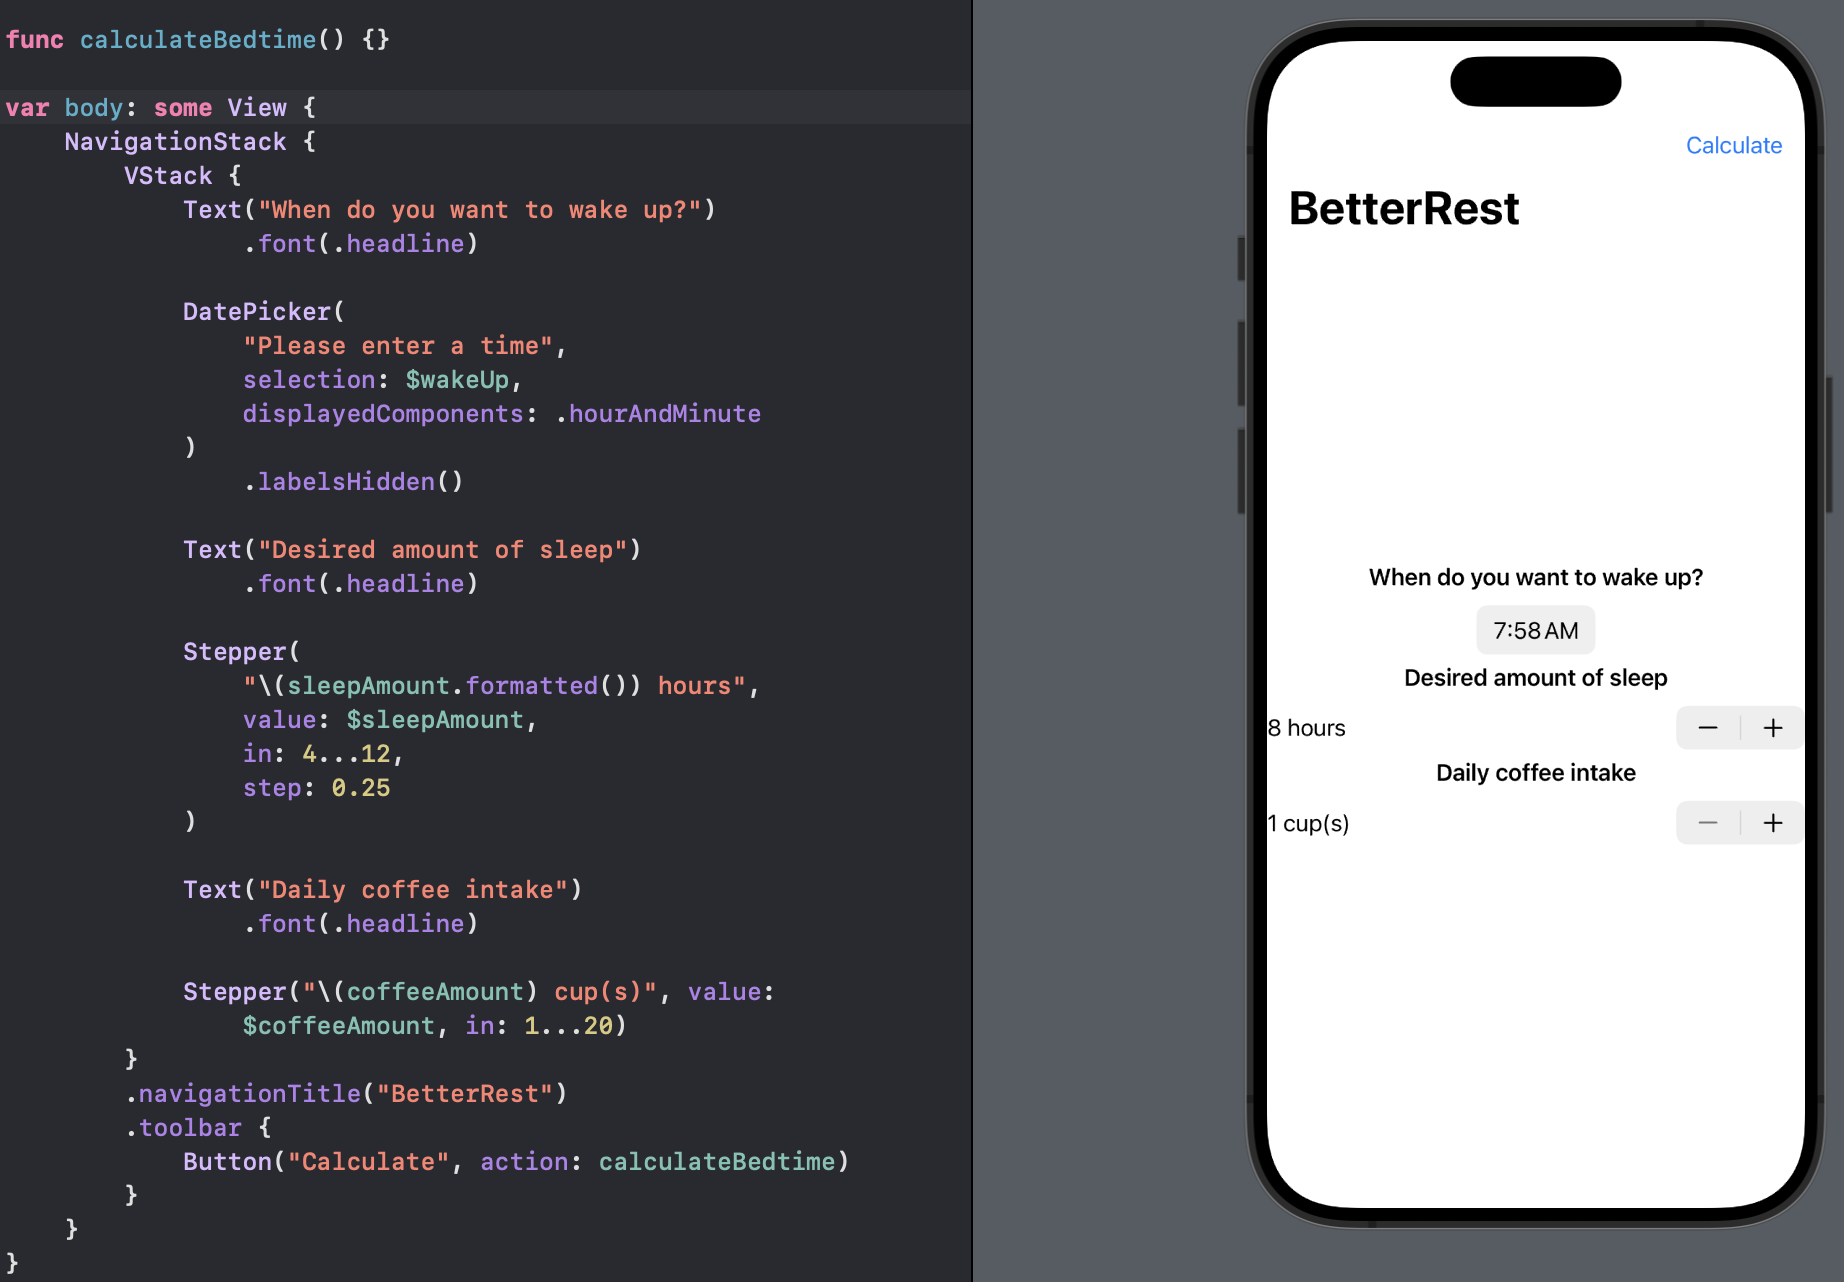 func calculateBedtime() {}
var body: some View {
NavigationStack {
VStack {
Text("When do you want to wake up?")
.font(.headline)
DatePicker(
"Please enter a time",
selection: $wakeUp,
displayedComponents: .hourAndMinute
)
.labelsHidden()
Text("Desired amount of sleep")
.font(.headline)
Stepper(
"\(sleepAmount.formatted()) hours",
value: $sleepAmount,
in: 4...12,
step: 0.25
)
Text("Daily coffee intake")
.font(.headline)
Stepper("\(coffeeAmount) cup(s)", value:
$coffeeAmount, in: 1...20)
}
.navigationTitle("BetterRest")
.toolbar {
Button("Calculate", action: calculateBedtime)
}
}
}
Calculate
BetterRest
When do you want to wake up?
7:58 AM
Desired amount of sleep
8 hours
Daily coffee intake
1 cup(s)